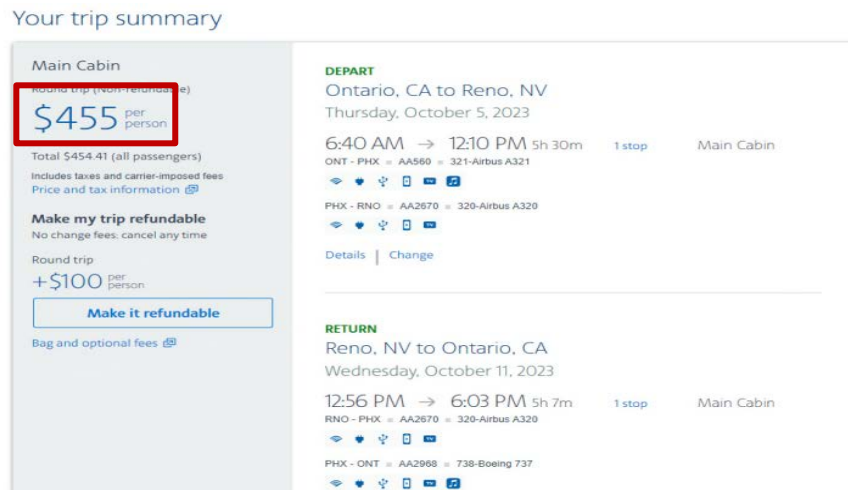 Your trip summary
Main Cabin
Round trip (Non-refundable)
$455 per person
Total $454.41 (all passengers)
Includes taxes and carrier-imposed fees
Price and tax information
Make my trip refundable
No change fees; cancel any time
Round trip
+$100 per person
Make it refundable
Bag and optional fees
DEPART
Ontario, CA to Reno, NV
Thursday, October 5, 2023
6:40 AM → 12:10 PM 5h 30m 1 stop Main Cabin
ONT - PHX = AA560 = 321-Airbus A321
PHX - RNO = AA2670 = 320-Airbus A320
Details | Change
RETURN
Reno, NV to Ontario, CA
Wednesday, October 11, 2023
12:56 PM → 6:03 PM 5h 7m 1 stop Main Cabin
RNO - PHX = AA2670 = 320-Airbus A320
PHX - ONT = AA2968 = 738-Boeing 737